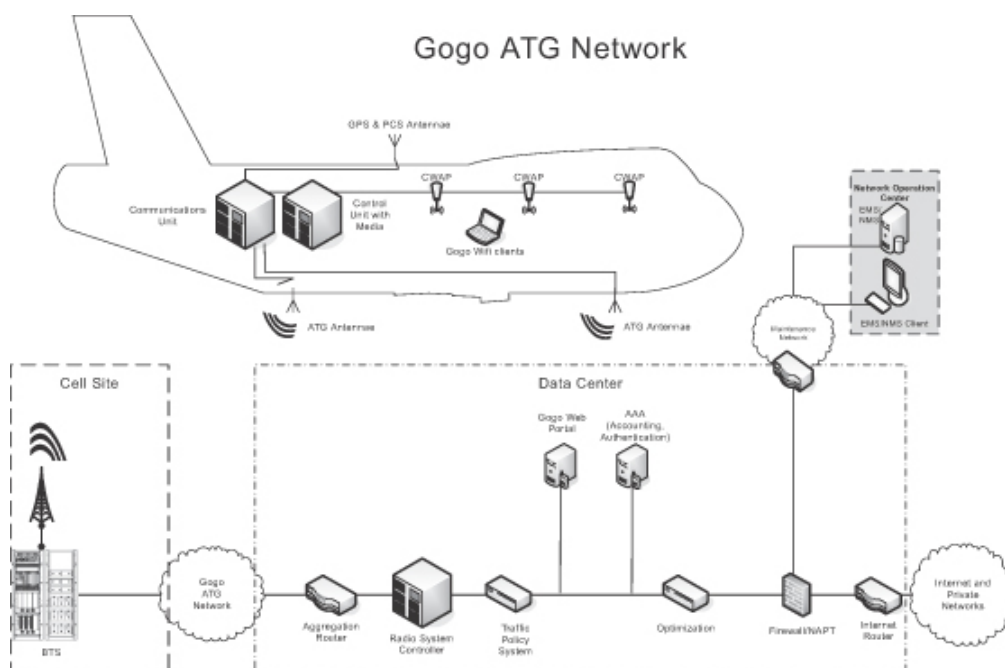 Gogo ATG Network
GPS & PCS Antennae
CWAP
CWAP
CWAP
Communications
Unit
Control
Unit with
Media
Gogo Wifi clients
ATG Antennae
ATG Antennae
Network Operation
Center
EMS/
NMS
EMS/NMS Client
Maintenance
Network
Cell Site
Data Center
Gogo Web
Portal
AAA
(Accounting,
Authentication)
BTS
Gogo
ATG
Network
Aggregation
Router
Radio System
Controller
Traffic
Policy
System
Optimization
Firewall/NAPT
Internet
Router
Internet and
Private
Networks